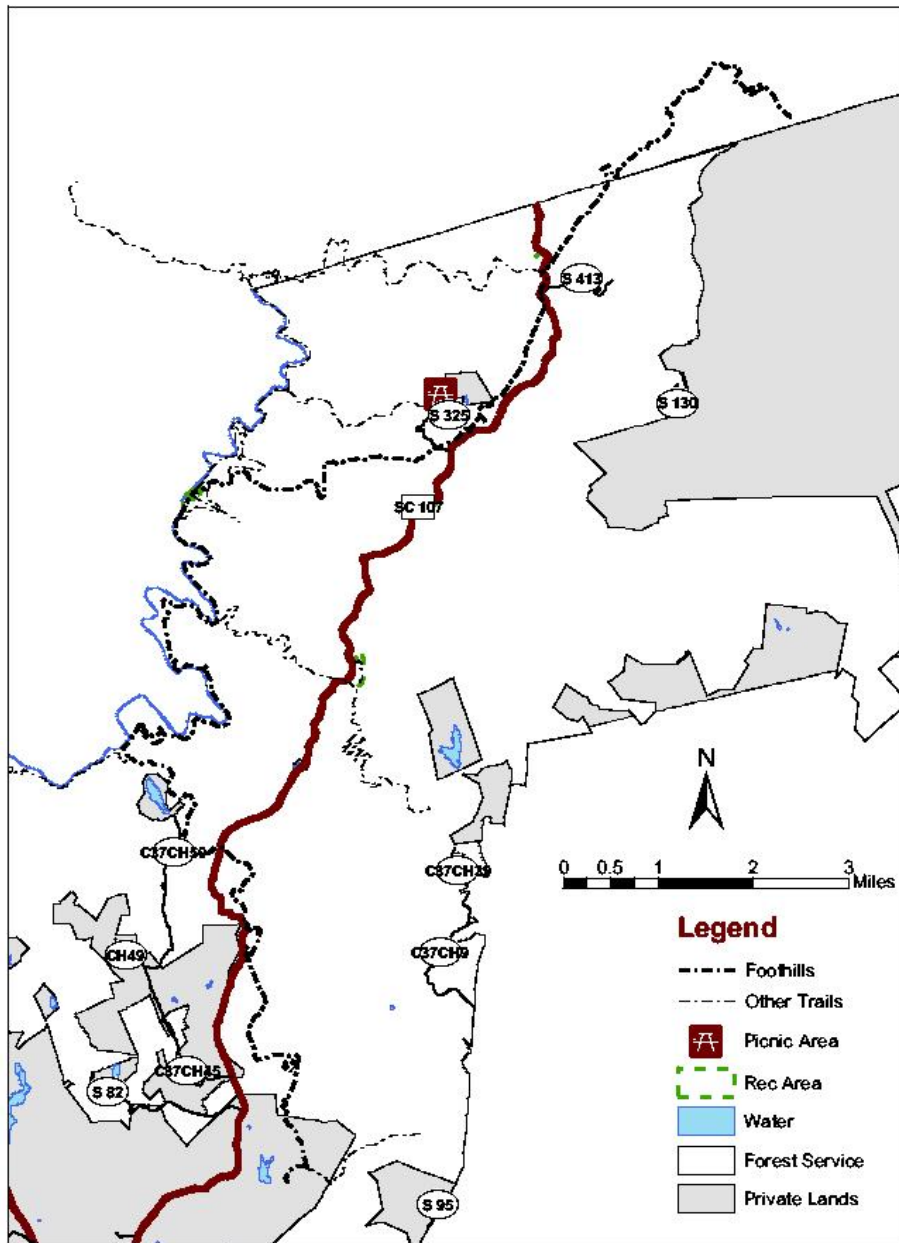 S 413
S 325
S 130
SC 107
N
C37CH50
C37CH39
0 0.5 1 2 3
Miles
CH49
C37CH9
Legend
Foothills
Other Trails
Picnic Area
Rec Area
Water
Forest Service
Private Lands
C37CH45
S 82
S 95